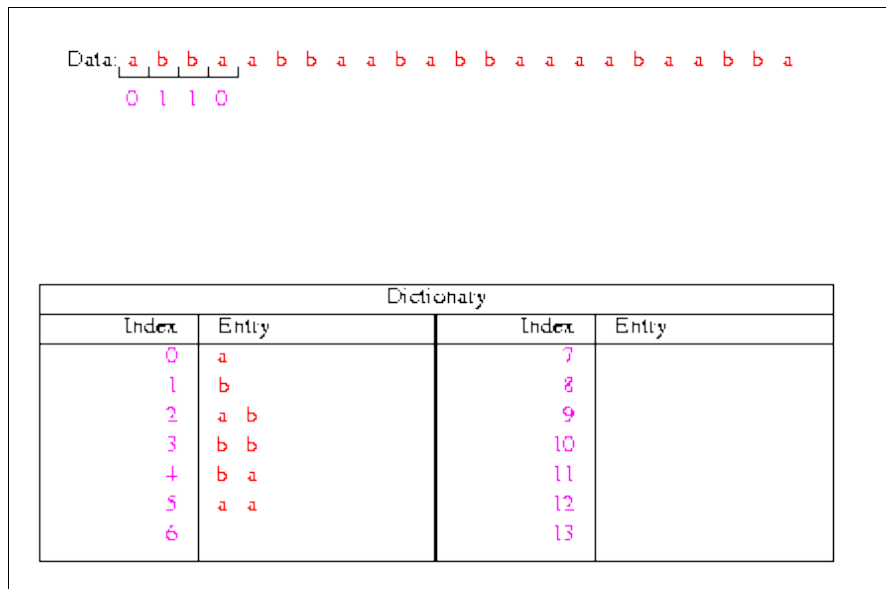 Data: a b b a a b b a a b a b b a a a a b a a b b a
0 1 1 0
Dictionary
Index Entry Index Entry
0 a 7
1 b 8
2 a b 9
3 b b 10
4 b a 11
5 a a 12
6 13